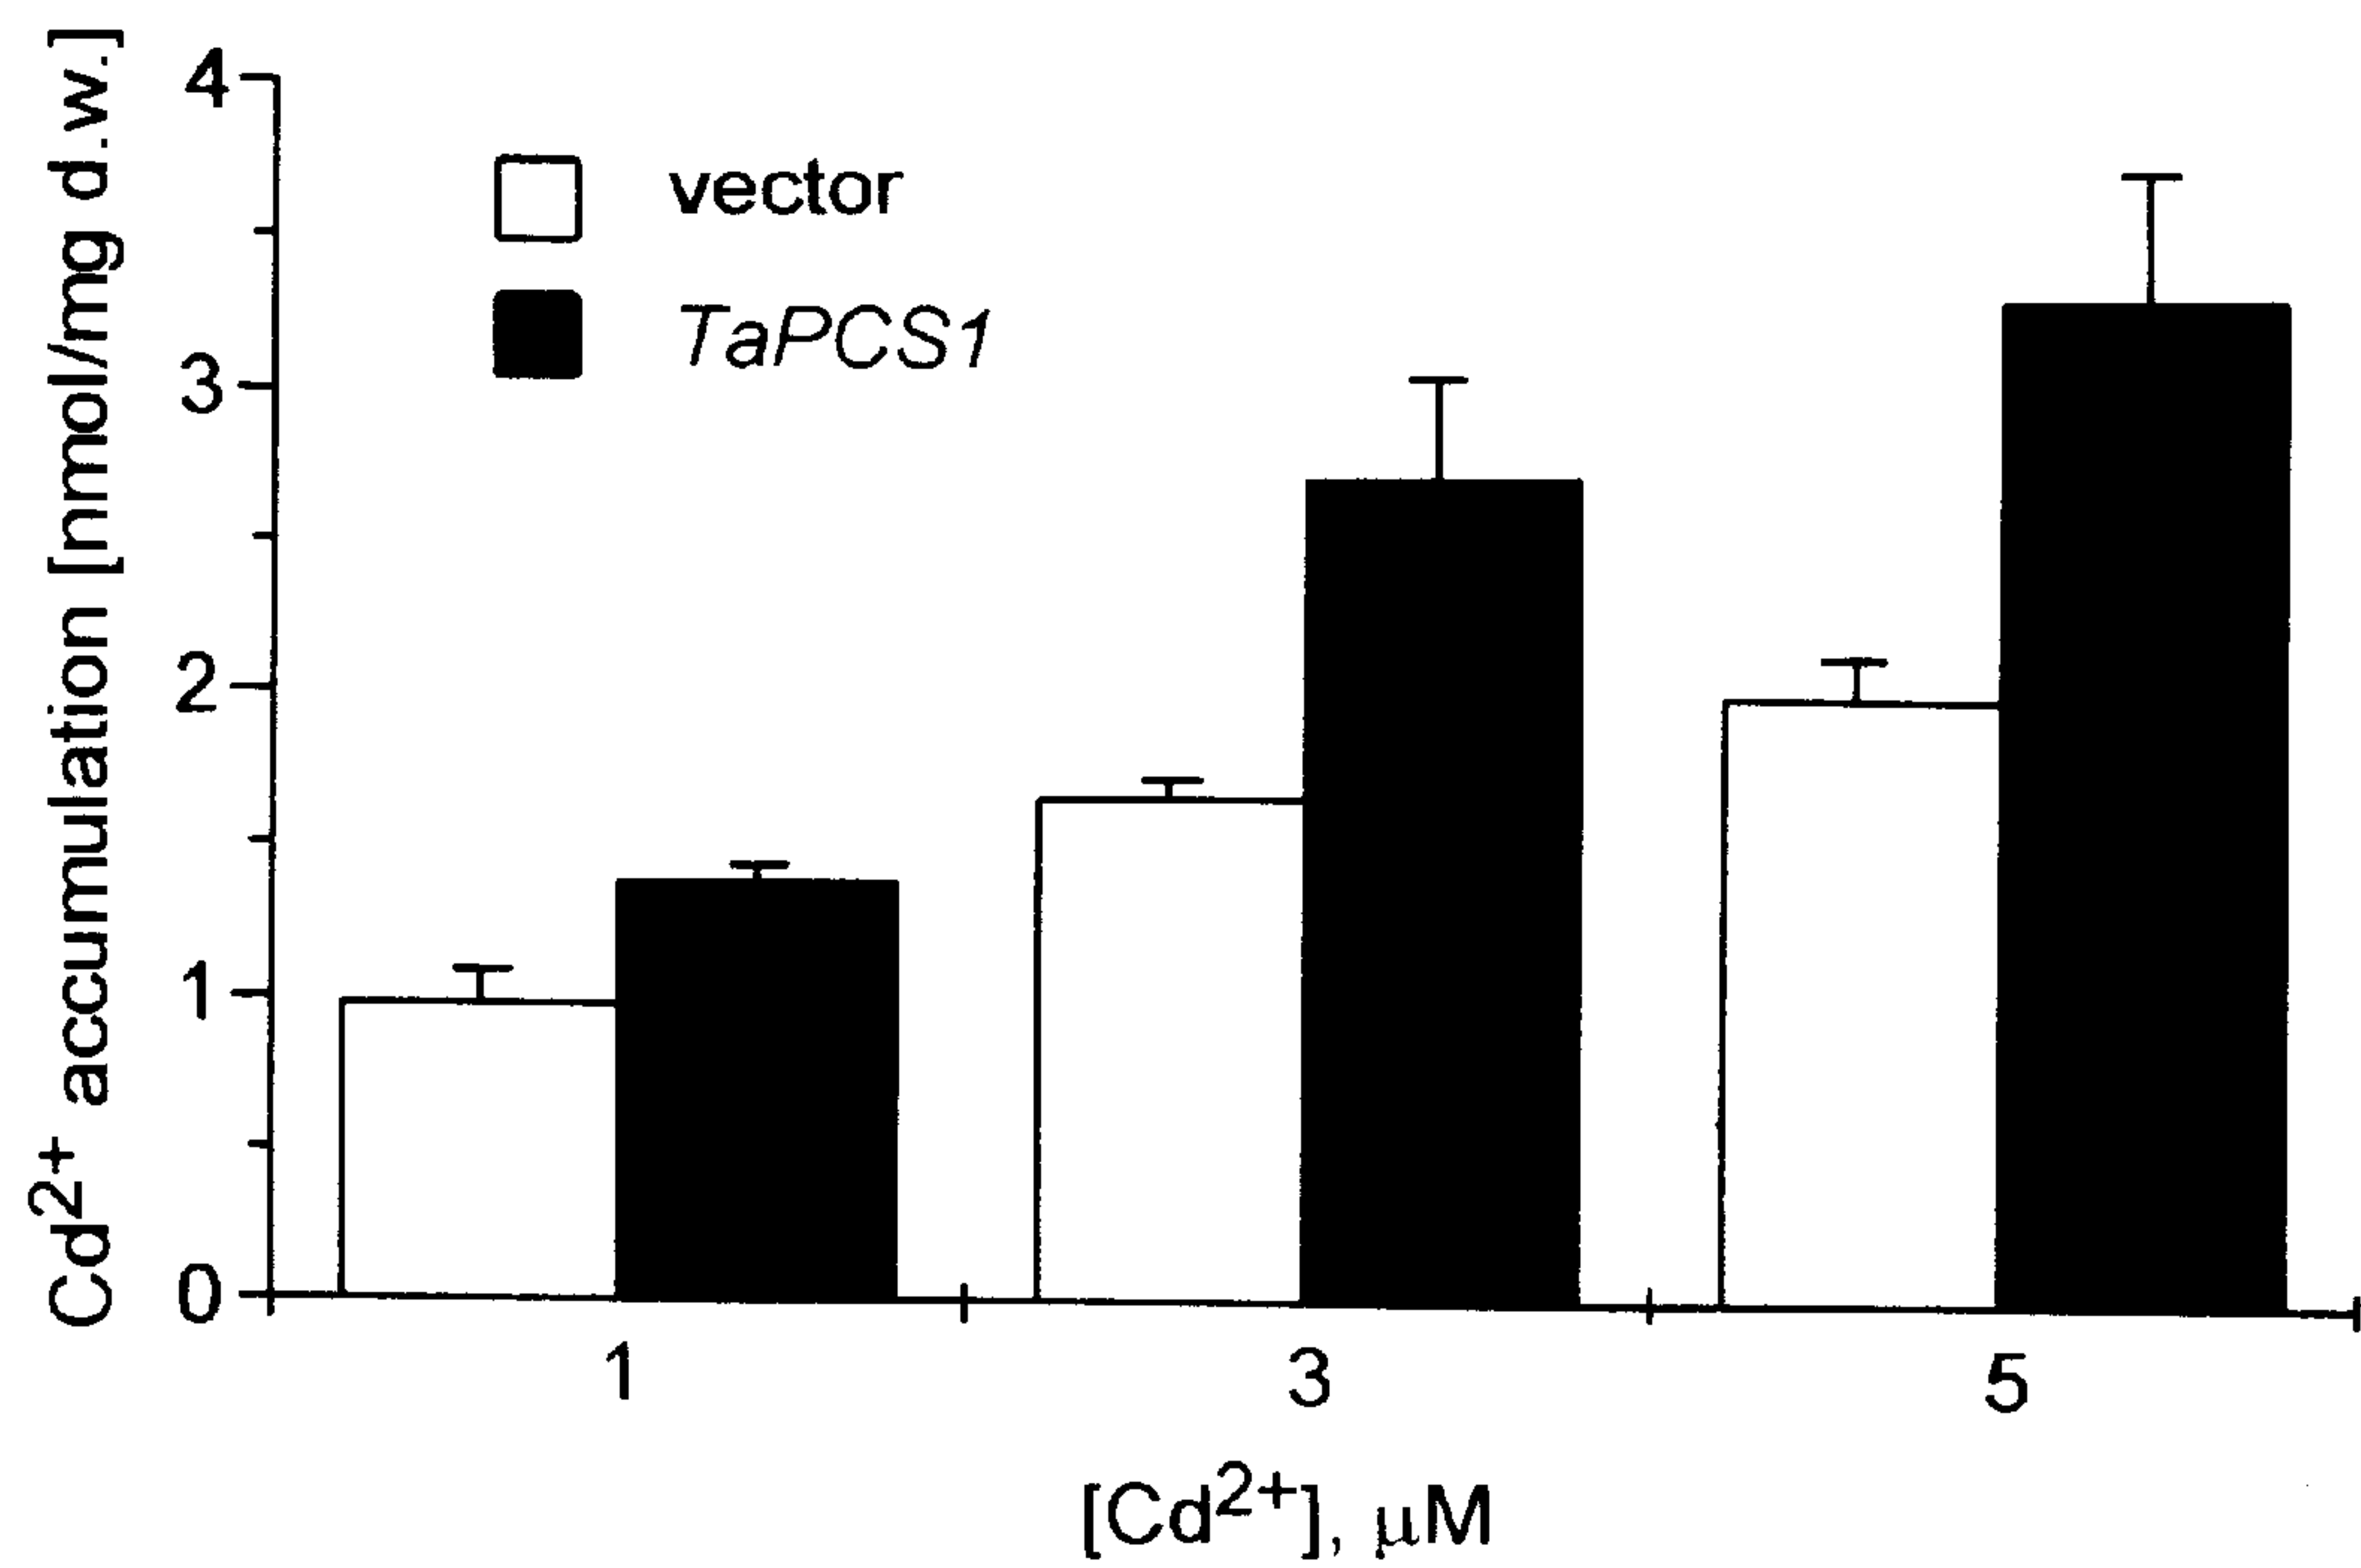 Cd²⁺ accumulation [nmol/mg d.w.]
4
3
2
1
0
vector
TaPCS1
1 3 5
[Cd²⁺], μM